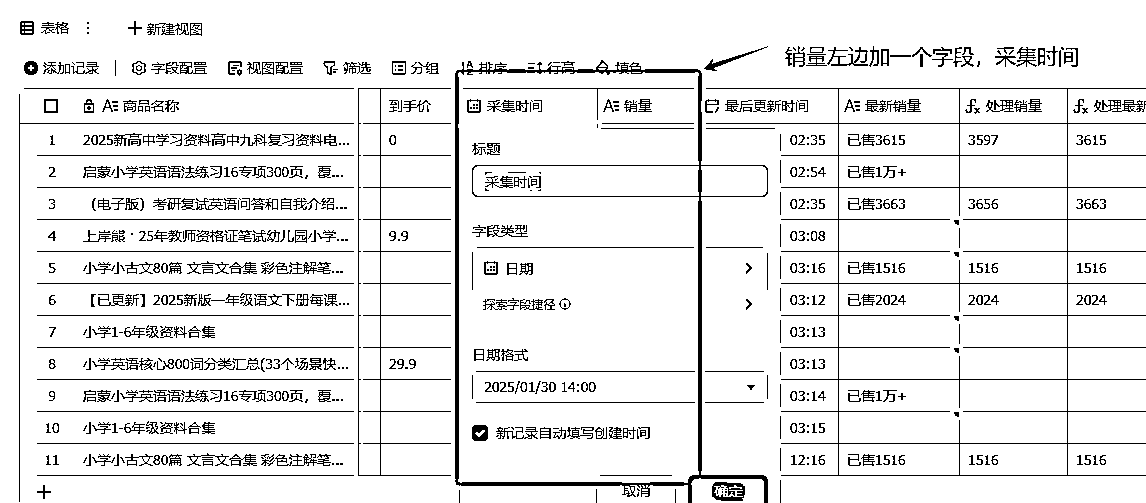 表格 ⋮ + 新建视图
销量左边加一个字段，采集时间
添加记录 字段配置 视图配置 筛选 分组 排序 行高 填色
商品名称 到手价 采集时间 销量 最后更新时间 最新销量 处理销量 处理最新
1 2025新高中学习资料高中九科复习资料电... 0 02:35 已售3615 3597 3615
标题
2 启蒙小学英语语法练习16专项300页，覆... 02:54 已售1万+
采集时间
3 （电子版）考研复试英语问答和自我介绍... 02:35 已售3663 3656 3663
字段类型
4 上岸熊·25年教师资格证笔试幼儿园小学... 9.9 03:08
5 小学小古文80篇 文言文合集 彩色注解笔... 日期 03:16 已售1516 1516 1516
6 【已更新】2025新版一年级语文下册每课... 探索字段捷径 03:12 已售2024 2024 2024
7 小学1-6年级资料合集 03:13
日期格式
8 小学英语核心800词分类汇总(33个场景快... 29.9 03:13
2025/01/30 14:00
9 启蒙小学英语语法练习16专项300页，覆... 03:14 已售1万+
10 小学1-6年级资料合集 新记录自动填写创建时间 03:15
11 小学小古文80篇 文言文合集 彩色注解笔... 12:16 已售1516 1516 1516
+ 取消 确定